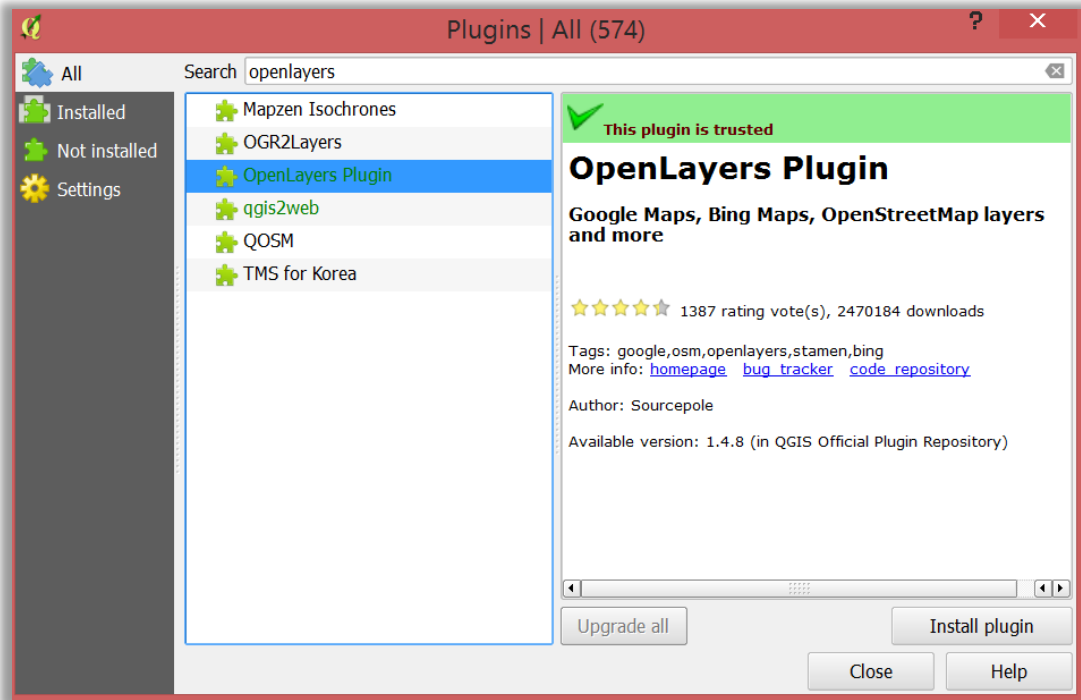 Plugins | All (574)
?
X
All
Installed
Not installed
Settings
Search openlayers
Mapzen Isochrones
OGR2Layers
OpenLayers Plugin
qgis2web
QOSM
TMS for Korea
This plugin is trusted
OpenLayers Plugin
Google Maps, Bing Maps, OpenStreetMap layers
and more
1387 rating vote(s), 2470184 downloads
Tags: google,osm,openlayers,stamen,bing
More info: homepage bug tracker code repository
Author: Sourcepole
Available version: 1.4.8 (in QGIS Official Plugin Repository)
Upgrade all
Install plugin
Close
Help